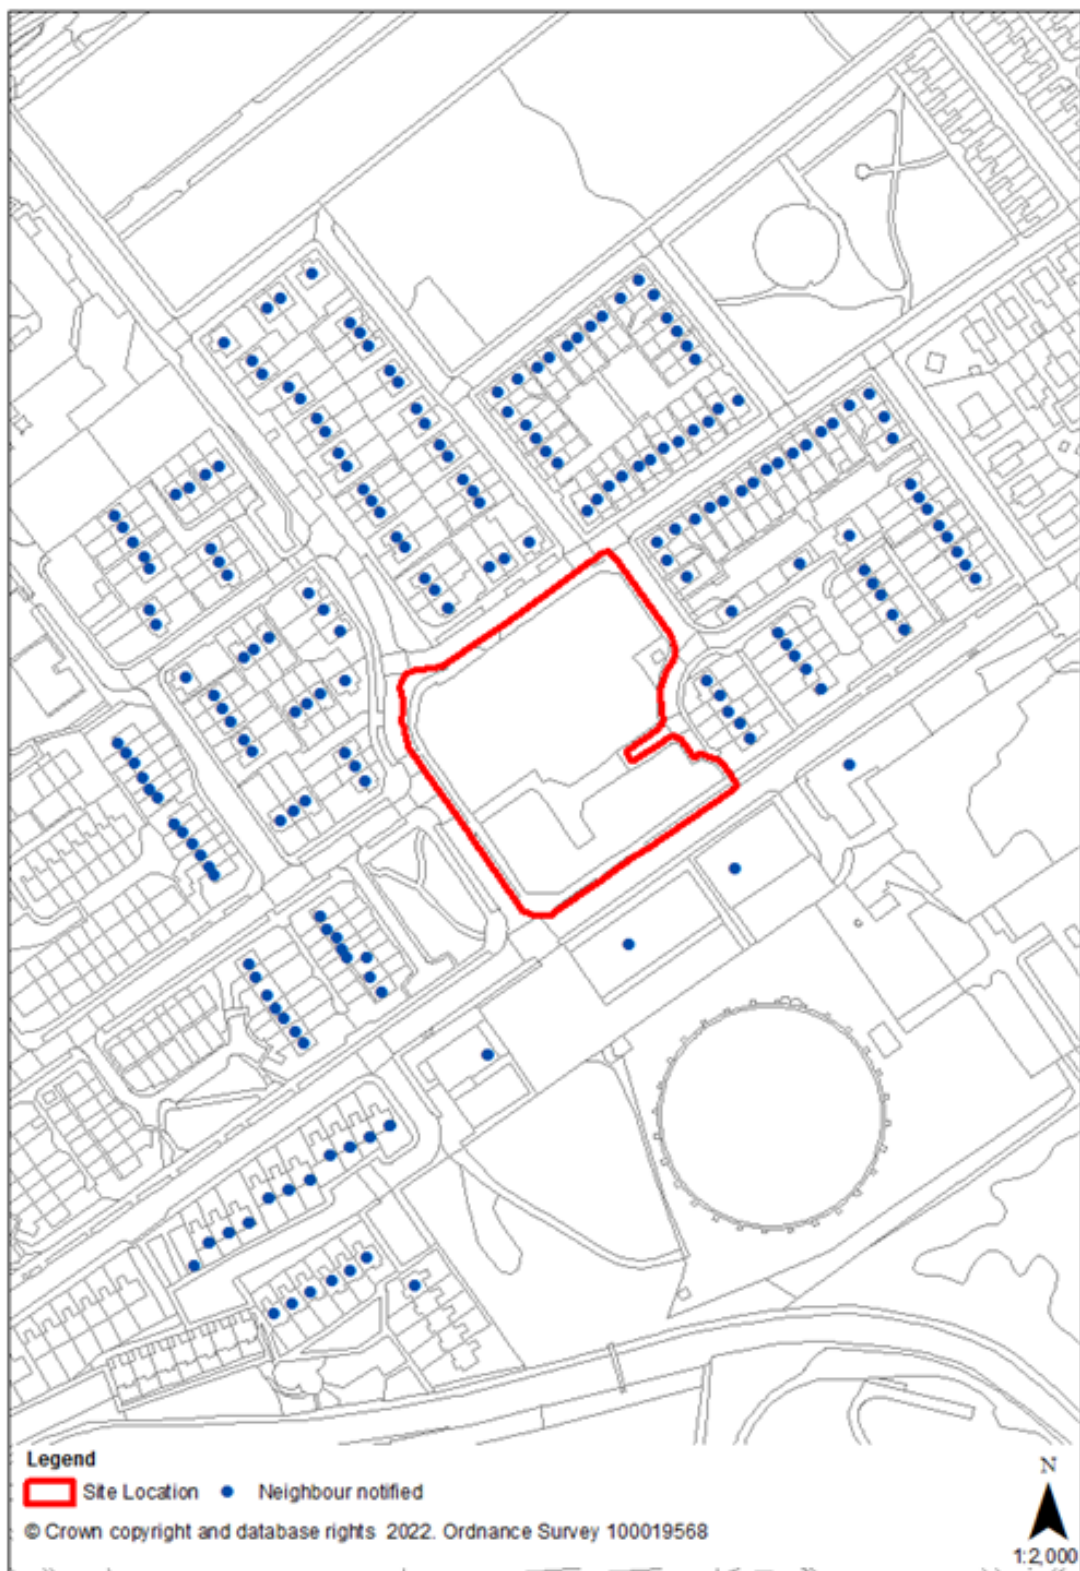 Legend
Site Location Neighbour notified
© Crown copyright and database rights 2022. Ordnance Survey 100019568
N
1:2,000